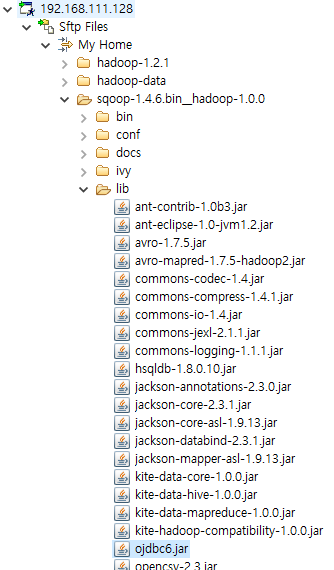 192.168.111.128
Sftp Files
My Home
hadoop-1.2.1
hadoop-data
sqoop-1.4.6.bin__hadoop-1.0.0
bin
conf
docs
ivy
lib
ant-contrib-1.0b3.jar
ant-eclipse-1.0-jvm1.2.jar
avro-1.7.5.jar
avro-mapred-1.7.5-hadoop2.jar
commons-codec-1.4.jar
commons-compress-1.4.1.jar
commons-io-1.4.jar
commons-jexl-2.1.1.jar
commons-logging-1.1.1.jar
hsqldb-1.8.0.10.jar
jackson-annotations-2.3.0.jar
jackson-core-2.3.1.jar
jackson-core-asl-1.9.13.jar
jackson-databind-2.3.1.jar
jackson-mapper-asl-1.9.13.jar
kite-data-core-1.0.0.jar
kite-data-hive-1.0.0.jar
kite-data-mapreduce-1.0.0.jar
kite-hadoop-compatibility-1.0.0.jar
ojdbc6.jar
opencsv-2.3.jar